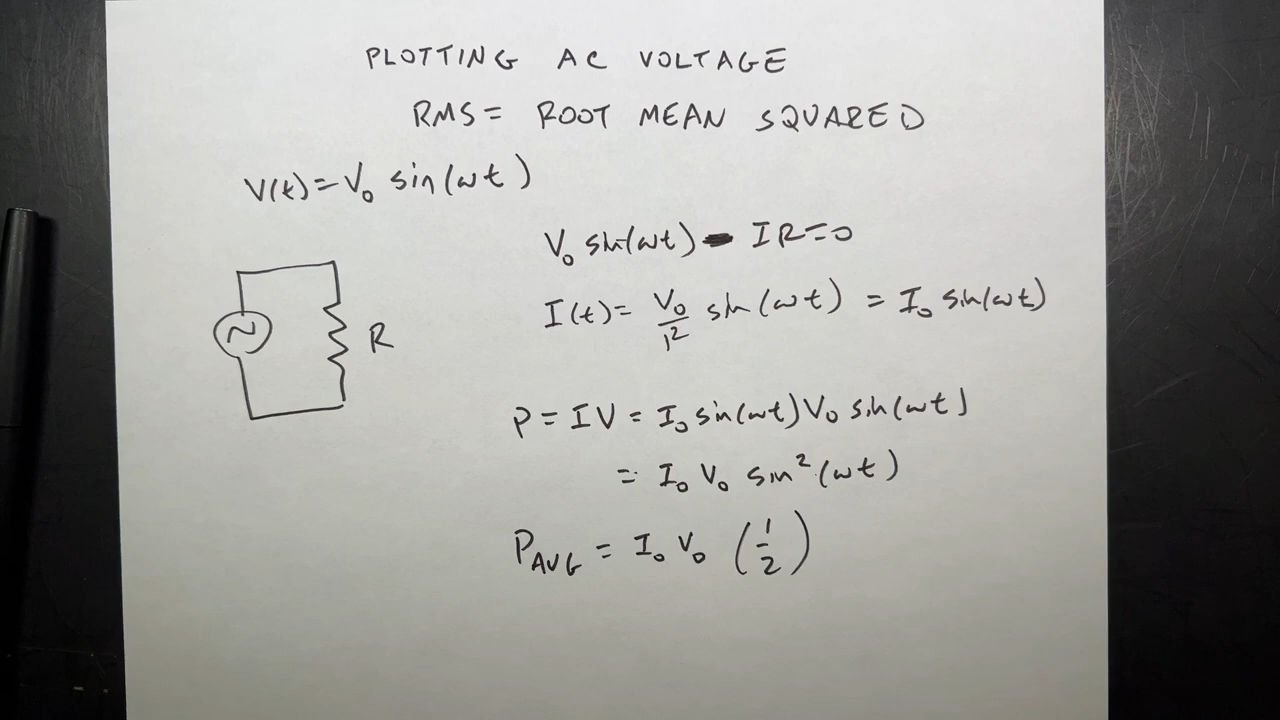 PLOTTING AC VOLTAGE
RMS = ROOT MEAN SQUARED
V(t) = V₀ sin(ωt)
V₀ sin(ωt) - IR = 0
I(t) = V₀/R sin(ωt) = I₀ sin(ωt)
R
P = IV = I₀ sin(ωt) V₀ sin(ωt)
= I₀ V₀ sin²(ωt)
P_AVG = I₀ V₀ (1/2)